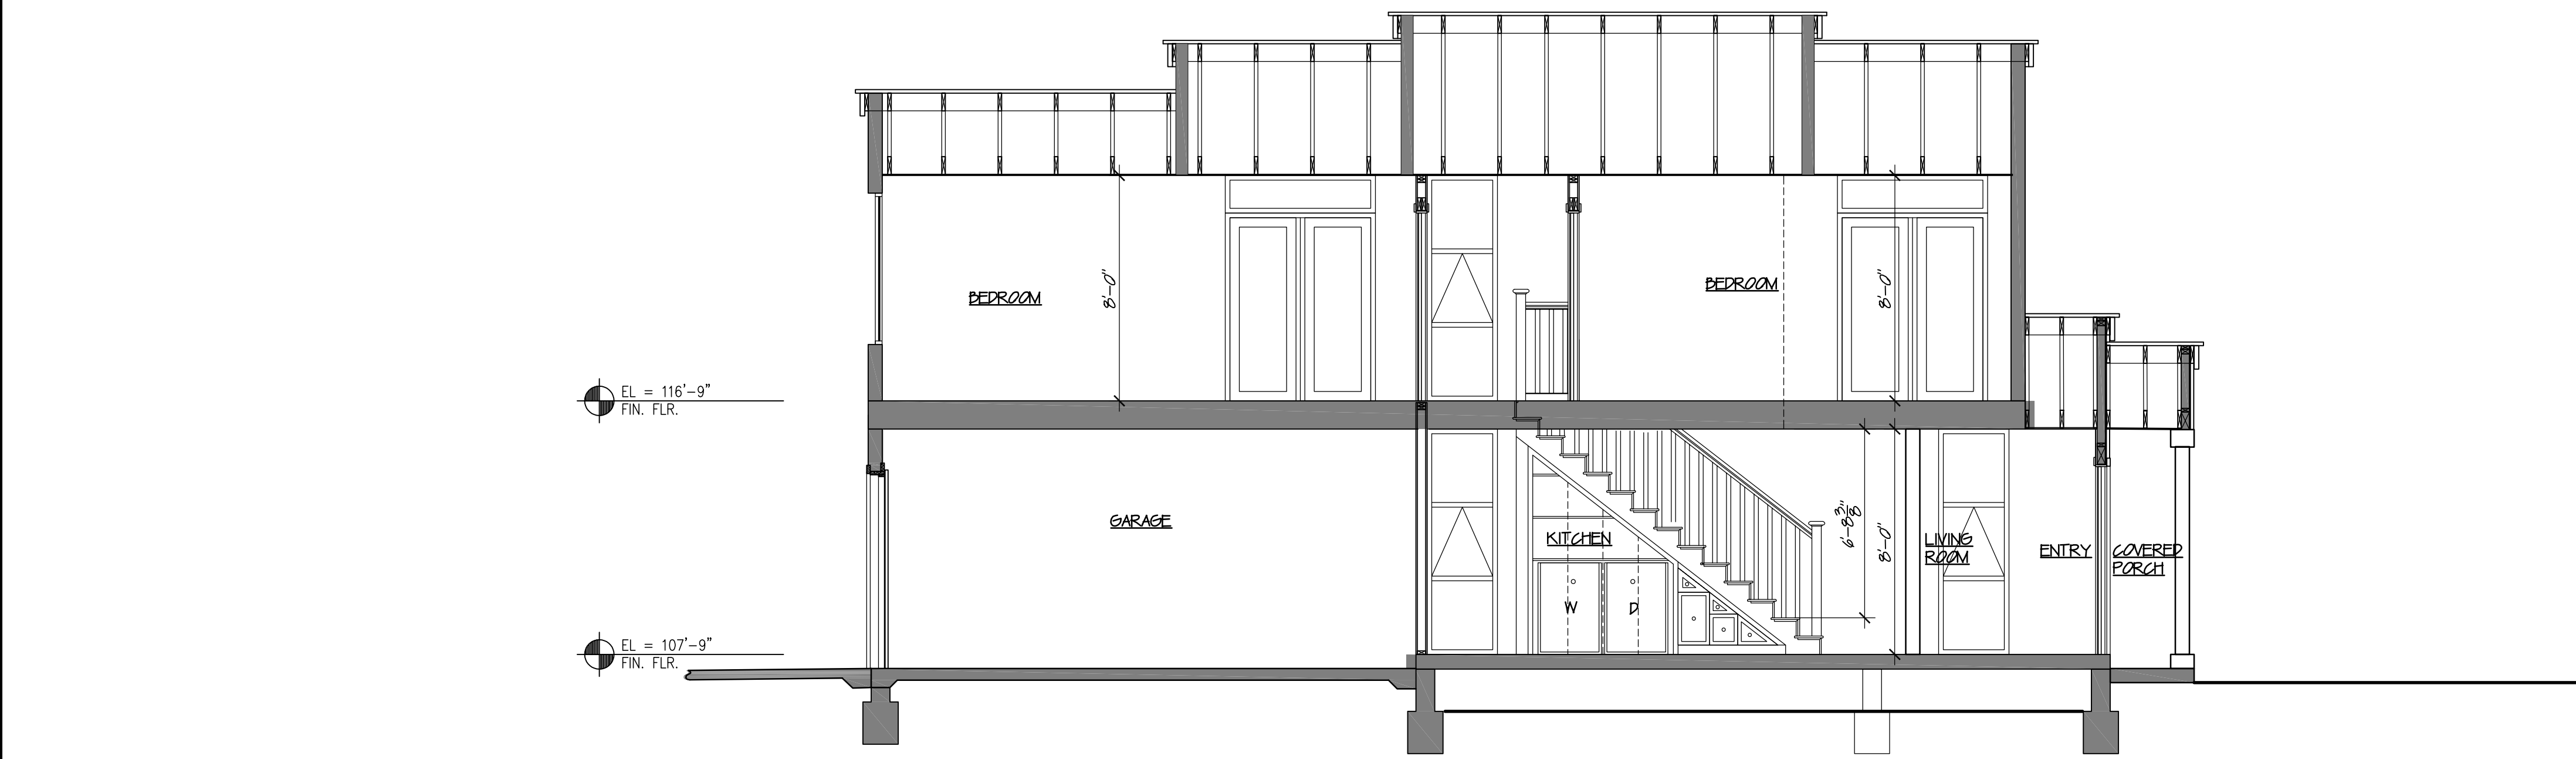 BEDROOM
8'-0"
BEDROOM
8'-0"
EL = 116'-9"
FIN. FLR.
GARAGE
KITCHEN
6'-8 3/8"
8'-0"
LIVING
ROOM
ENTRY
COVERED
PORCH
W
D
EL = 107'-9"
FIN. FLR.